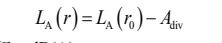 L_A(r) = L_A(r_0) − A_div